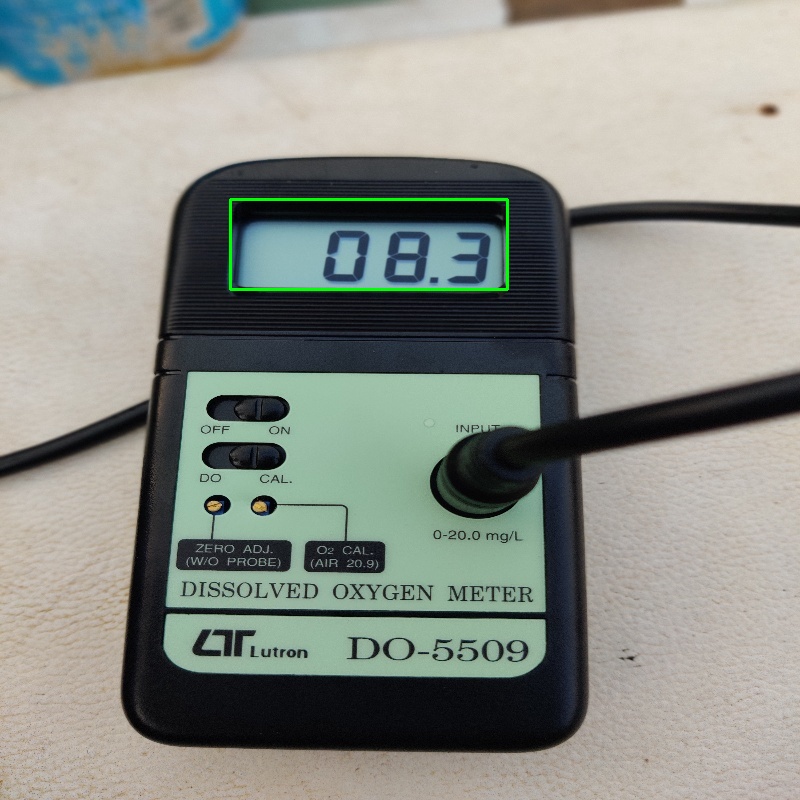 08.3
OFF ON
INPUT
DO CAL.
0-20.0 mg/L
ZERO ADJ.
(W/O PROBE)
O2 CAL.
(AIR 20.9)
DISSOLVED OXYGEN METER
Lutron DO-5509